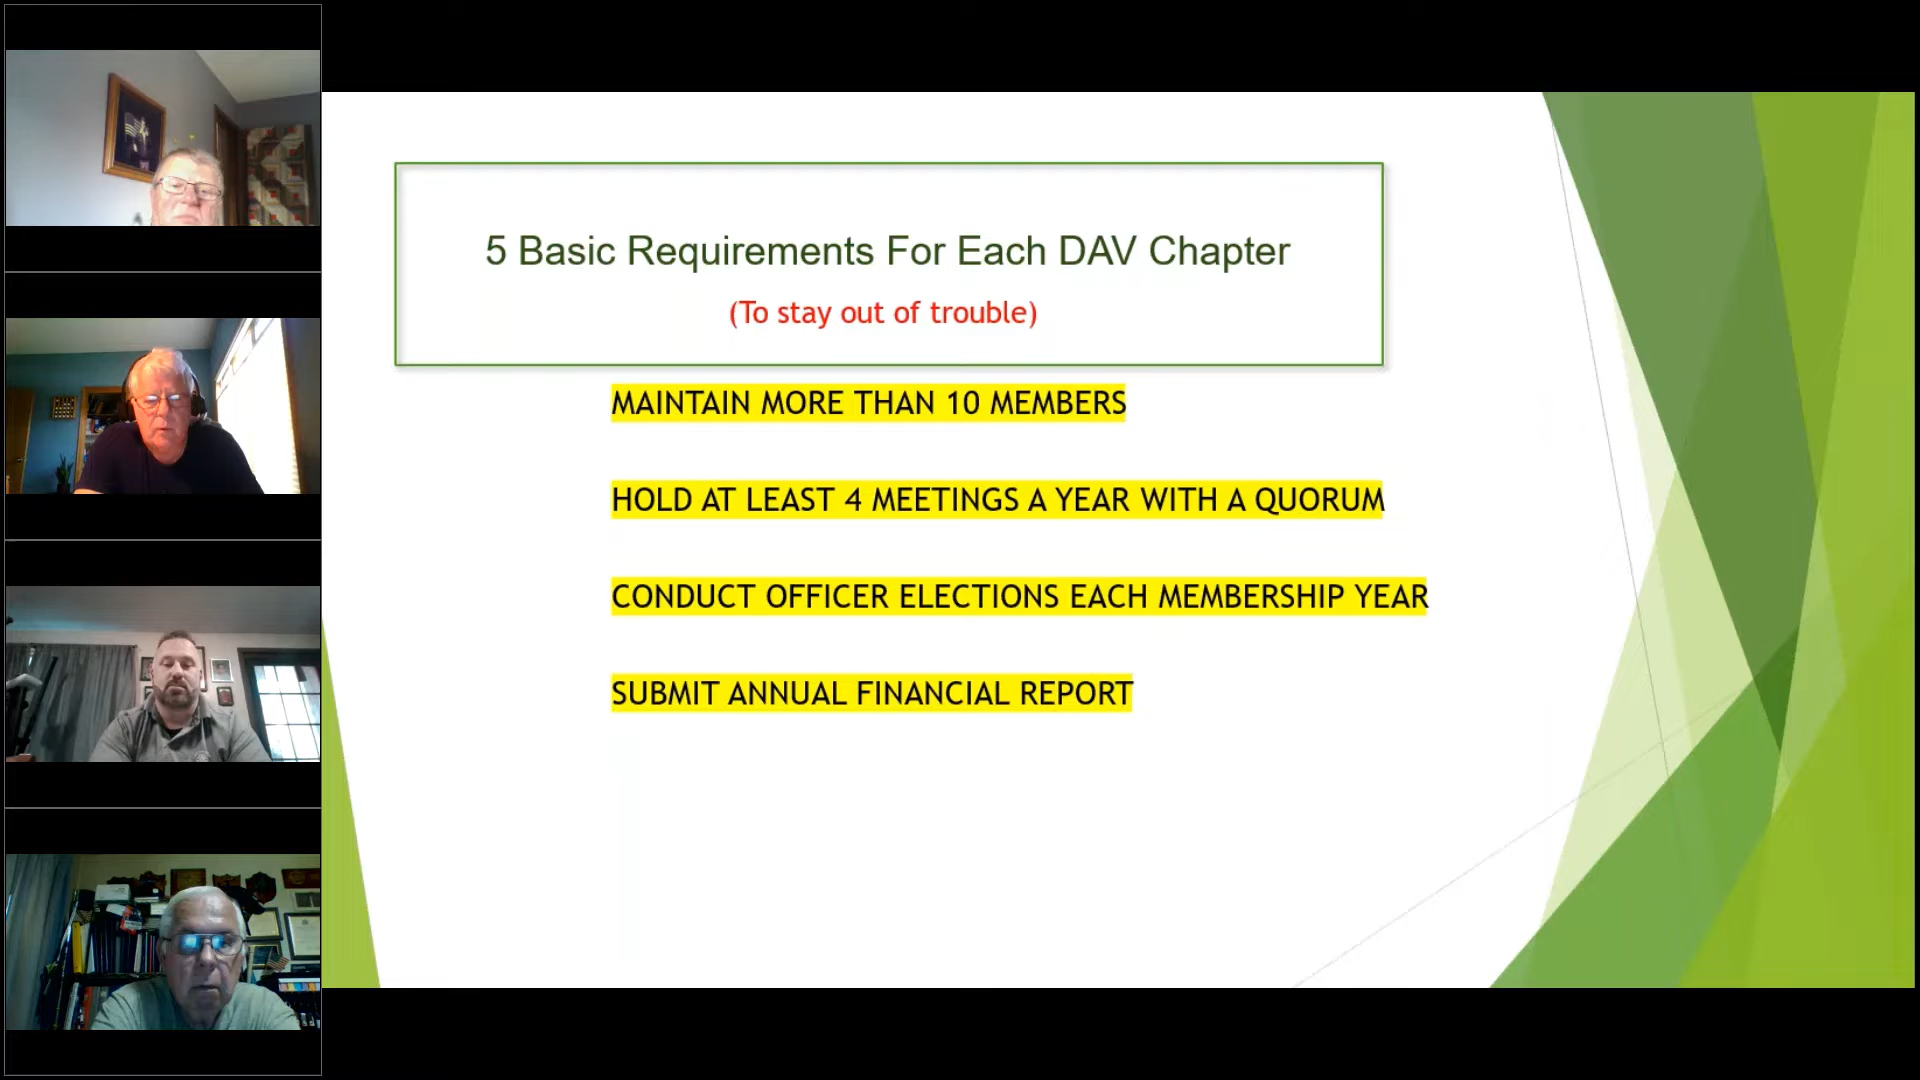 5 Basic Requirements For Each DAV Chapter
(To stay out of trouble)
MAINTAIN MORE THAN 10 MEMBERS
HOLD AT LEAST 4 MEETINGS A YEAR WITH A QUORUM
CONDUCT OFFICER ELECTIONS EACH MEMBERSHIP YEAR
SUBMIT ANNUAL FINANCIAL REPORT